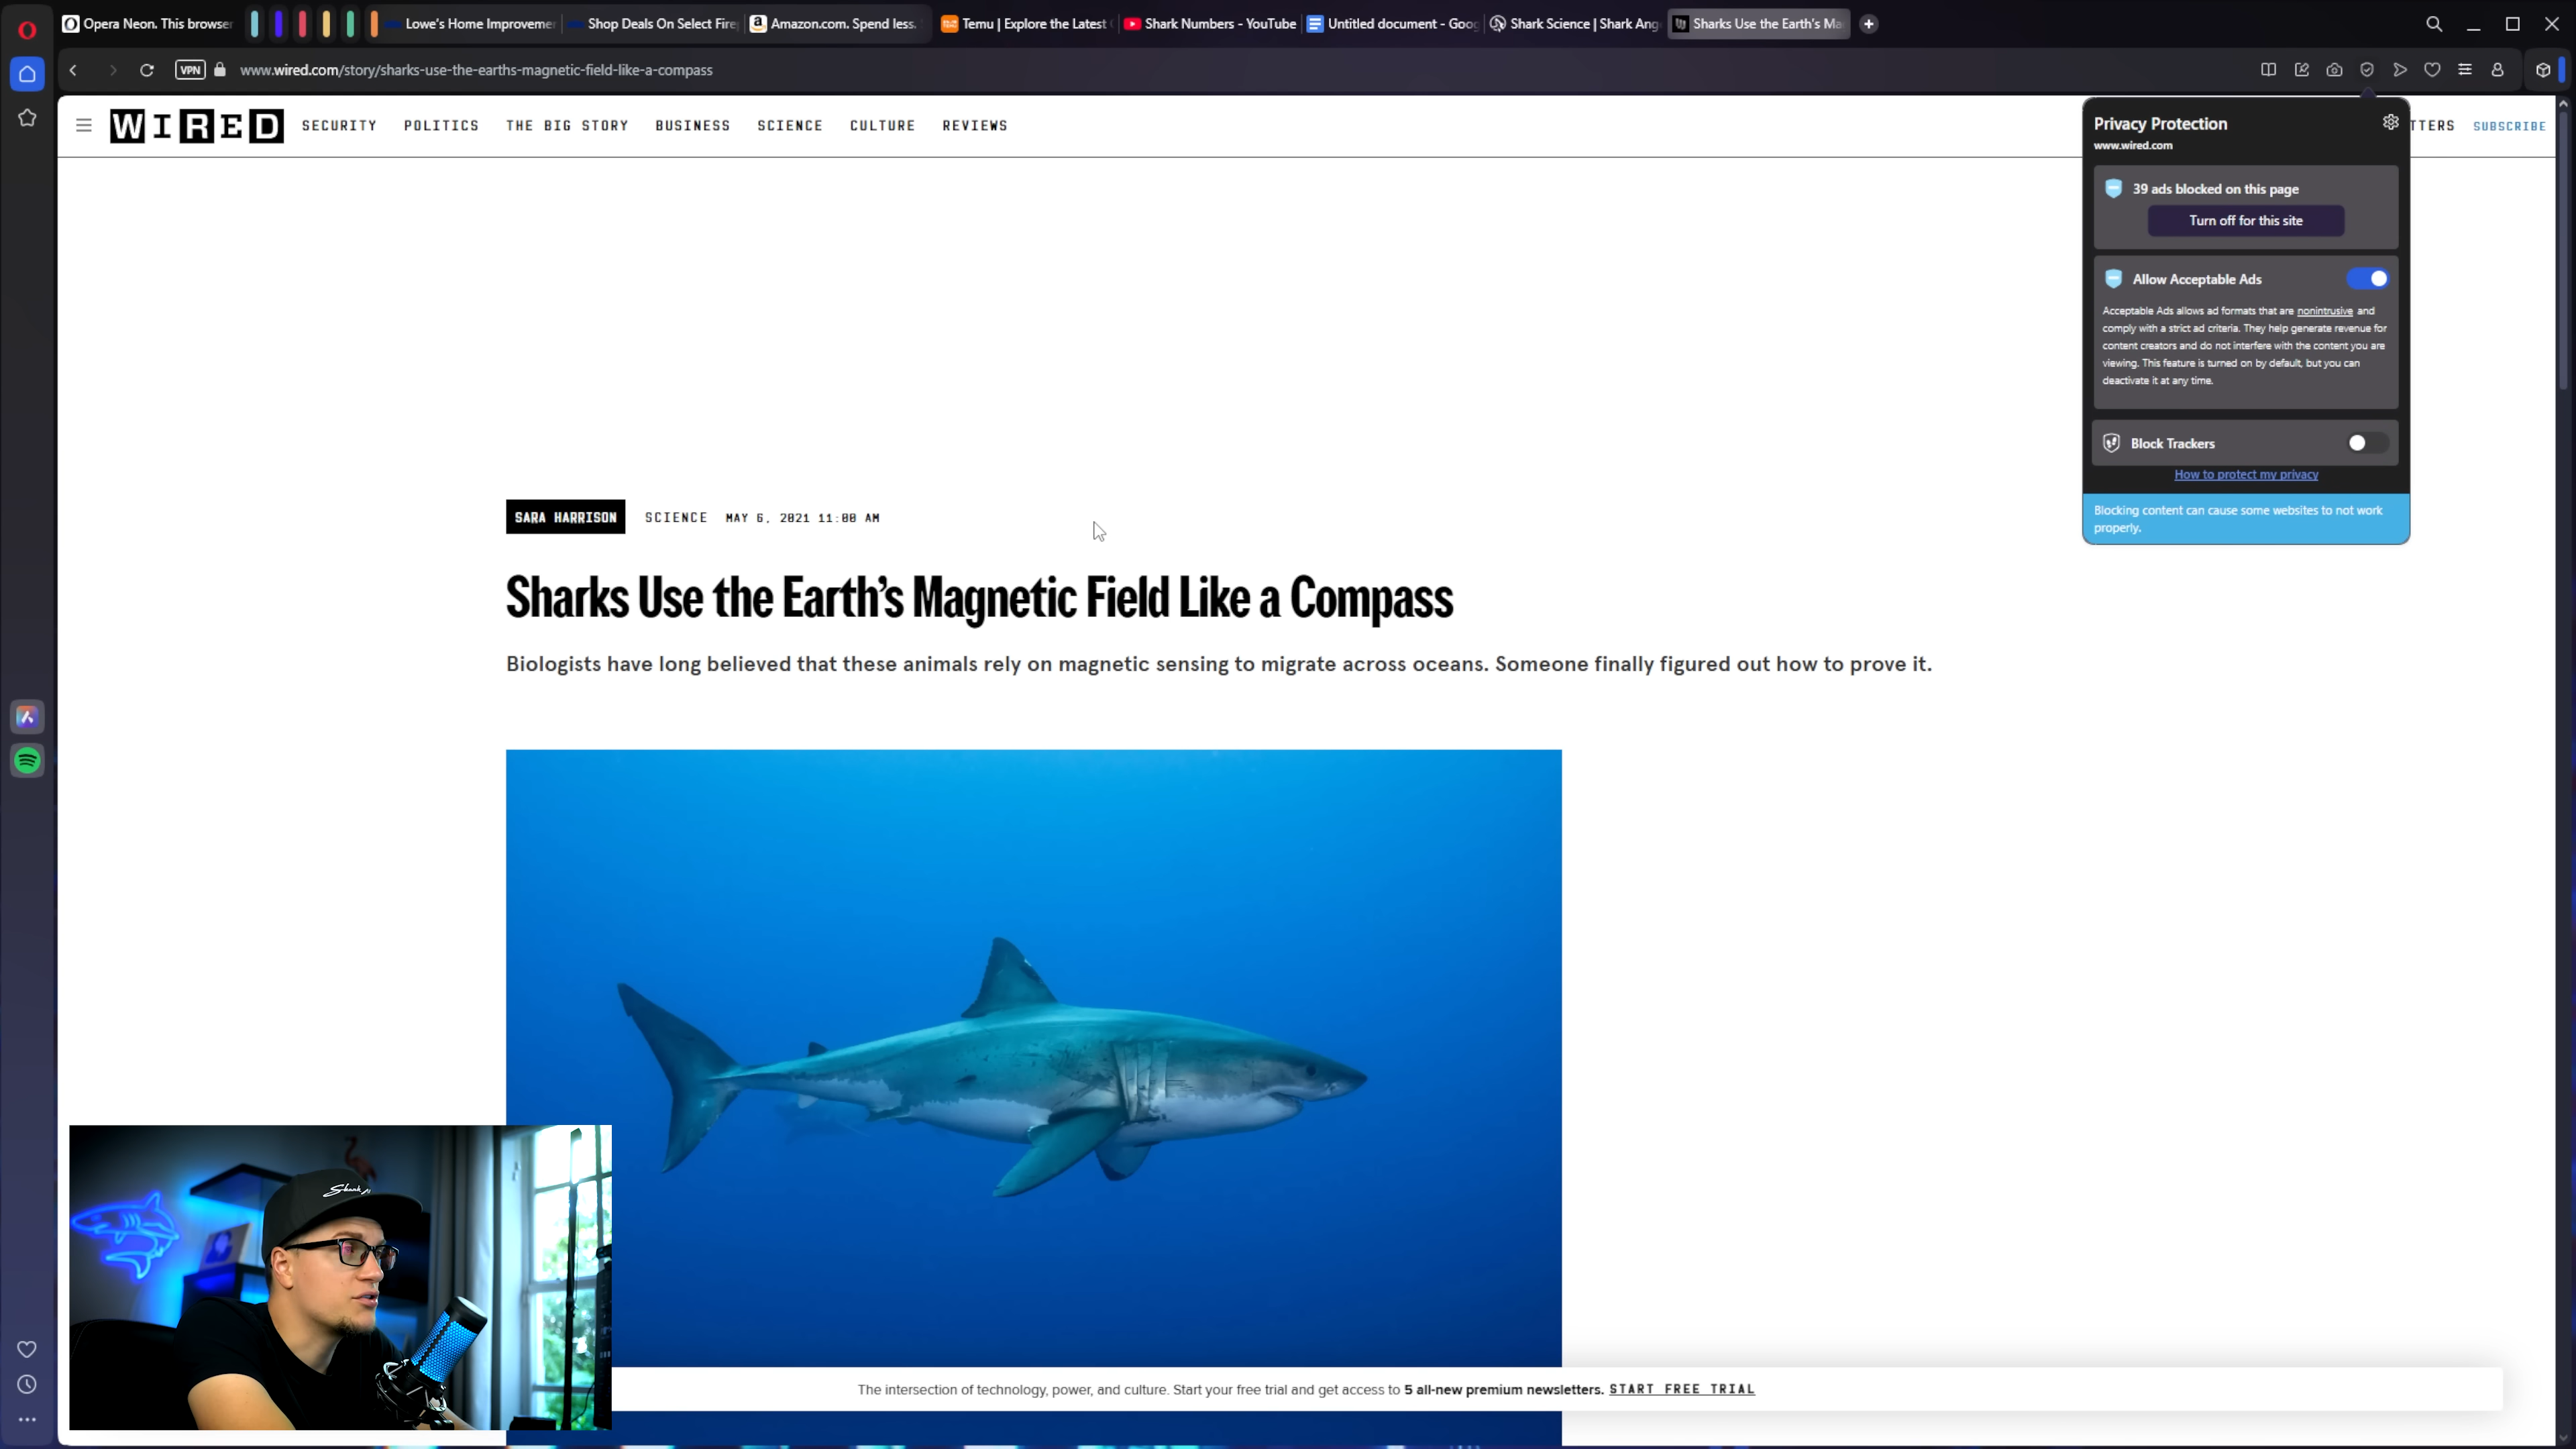 Opera Neon. This browser
Lowe's Home Improvemen
Shop Deals On Select Fire
Amazon.com. Spend less.
Temu | Explore the Latest
Shark Numbers - YouTube
Untitled document - Goog
Shark Science | Shark Ang
Sharks Use the Earth's Ma
VPN
www.wired.com/story/sharks-use-the-earths-magnetic-field-like-a-compass
WIRED
SECURITY
POLITICS
THE BIG STORY
BUSINESS
SCIENCE
CULTURE
REVIEWS
TTERS
SUBSCRIBE
Privacy Protection
www.wired.com
39 ads blocked on this page
Turn off for this site
Allow Acceptable Ads
Acceptable Ads allows ad formats that are nonintrusive and
comply with a strict ad criteria. They help generate revenue for
content creators and do not interfere with the content you are
viewing. This feature is turned on by default, but you can
deactivate it at any time.
Block Trackers
How to protect my privacy
Blocking content can cause some websites to not work
properly.
SARA HARRISON
SCIENCE
MAY 6, 2021 11:00 AM
Sharks Use the Earth's Magnetic Field Like a Compass
Biologists have long believed that these animals rely on magnetic sensing to migrate across oceans. Someone finally figured out how to prove it.
The intersection of technology, power, and culture. Start your free trial and get access to 5 all-new premium newsletters. START FREE TRIAL